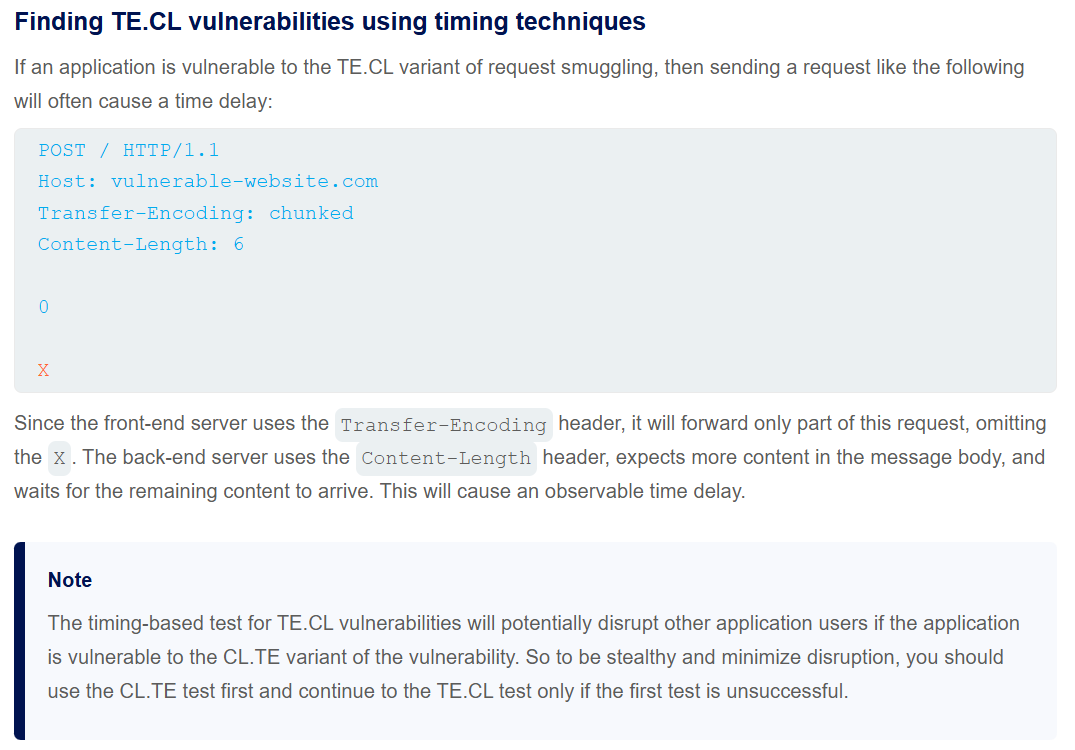 Finding TE.CL vulnerabilities using timing techniques
If an application is vulnerable to the TE.CL variant of request smuggling, then sending a request like the following
will often cause a time delay:
POST / HTTP/1.1
Host: vulnerable-website.com
Transfer-Encoding: chunked
Content-Length: 6
0
X
Since the front-end server uses the Transfer-Encoding header, it will forward only part of this request, omitting
the X. The back-end server uses the Content-Length header, expects more content in the message body, and
waits for the remaining content to arrive. This will cause an observable time delay.
Note
The timing-based test for TE.CL vulnerabilities will potentially disrupt other application users if the application
is vulnerable to the CL.TE variant of the vulnerability. So to be stealthy and minimize disruption, you should
use the CL.TE test first and continue to the TE.CL test only if the first test is unsuccessful.